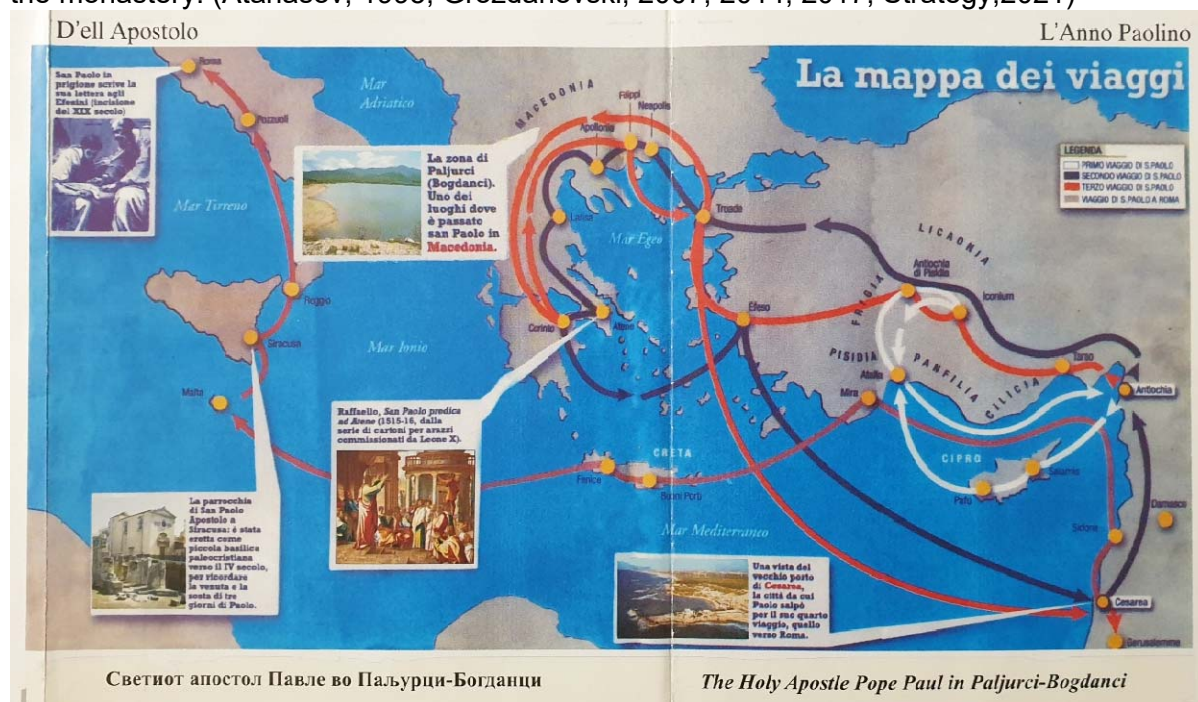 the monastery. (Atanasov, 1995; Grozdanovski, 2007; 2014; 2017; Strategy,2021)
D'ell Apostolo
L'Anno Paolino
La mappa dei viaggi
LEGENDA
PRIMO VIAGGIO DI S.PAOLO
SECONDO VIAGGIO DI S.PAOLO
TERZO VIAGGIO DI S.PAOLO
VIAGGIO DI S.PAOLO A ROMA
San Paolo in
prigione scrive la
sua lettera agli
Efesini (incisione
del XIX secolo)
Roma
Pozzuoli
Mar
Adriatico
Mar Tirreno
MACEDONIA
Filippi
Neapolis
Apollonia
La zona di
Paljurci
(Bogdanci).
Uno dei
luoghi dove
è passato
san Paolo in
Macedonia.
Larisa
Mar Egeo
Troade
LICAONIA
Antiochia
di Pisidia
Iconium
FRIGIA
Reggio
Siracusa
Mar Ionio
Corinto
Atene
Efeso
PISIDIA
PANFILIA
CILICIA
Tarso
Antiochia
Attalia
Mira
Malta
Raffaello, San Paolo predica
ad Atene (1515-16, dalla
serie di cartoni per arazzi
commissionati da Leone X).
CRETA
Fenice
Buoni Porti
CIPRO
Salamis
Pafo
Damasco
Sidone
Mar Mediterraneo
La parrocchia
di San Paolo
Apostolo a
Siracusa: è stata
eretta come
piccola basilica
paleocristiana
verso il IV secolo,
per ricordare
la venuta e la
sosta di tre
giorni di Paolo.
Una vista del
vecchio porto
di Cesarea,
la città da cui
Paolo salpò
per il suo quarto
viaggio, quello
verso Roma.
Cesarea
Gerusalemme
Светиот апостол Павле во Паљурци-Богданци
The Holy Apostle Pope Paul in Paljurci-Bogdanci